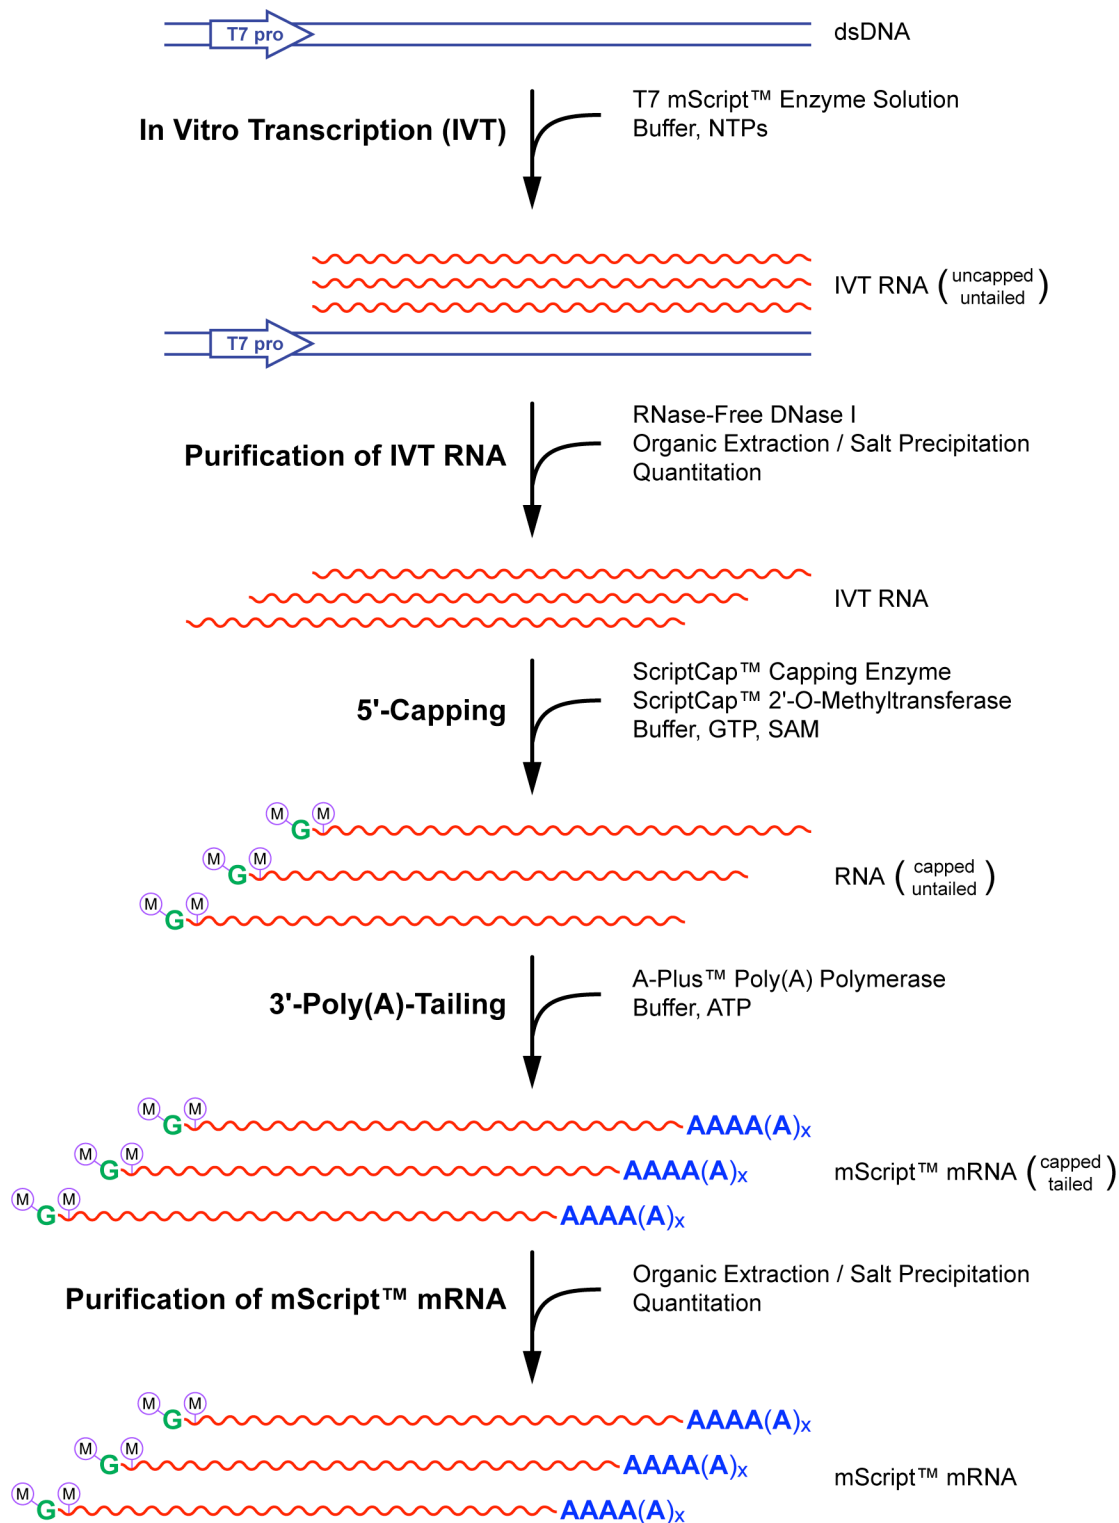 T7 pro
dsDNA
In Vitro Transcription (IVT)
T7 mScript™ Enzyme Solution
Buffer, NTPs
IVT RNA (uncapped
untailed)
T7 pro
Purification of IVT RNA
RNase-Free DNase I
Organic Extraction / Salt Precipitation
Quantitation
IVT RNA
5'-Capping
ScriptCap™ Capping Enzyme
ScriptCap™ 2'-O-Methyltransferase
Buffer, GTP, SAM
M G M
M G M
RNA (capped
untailed)
M G M
3'-Poly(A)-Tailing
A-Plus™ Poly(A) Polymerase
Buffer, ATP
M G M AAAA(A)x
M G M AAAA(A)x
mScript™ mRNA (capped
tailed)
M G M AAAA(A)x
Purification of mScript™ mRNA
Organic Extraction / Salt Precipitation
Quantitation
M G M AAAA(A)x
M G M AAAA(A)x
mScript™ mRNA
M G M AAAA(A)x